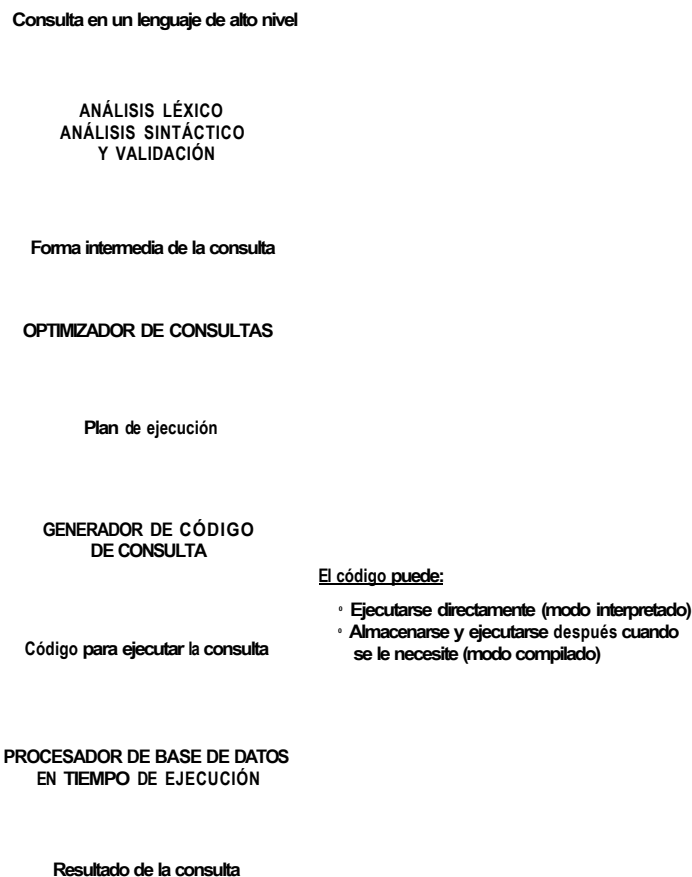 Consulta en un lenguaje de alto nivel
ANÁLISIS LÉXICO
ANÁLISIS SINTÁCTICO
Y VALIDACIÓN
Forma intermedia de la consulta
OPTIMIZADOR DE CONSULTAS
Plan de ejecución
GENERADOR DE CÓDIGO
DE CONSULTA
El código puede:
° Ejecutarse directamente (modo interpretado)
° Almacenarse y ejecutarse después cuando
se le necesite (modo compilado)
Código para ejecutar la consulta
PROCESADOR DE BASE DE DATOS
EN TIEMPO DE EJECUCIÓN
Resultado de la consulta